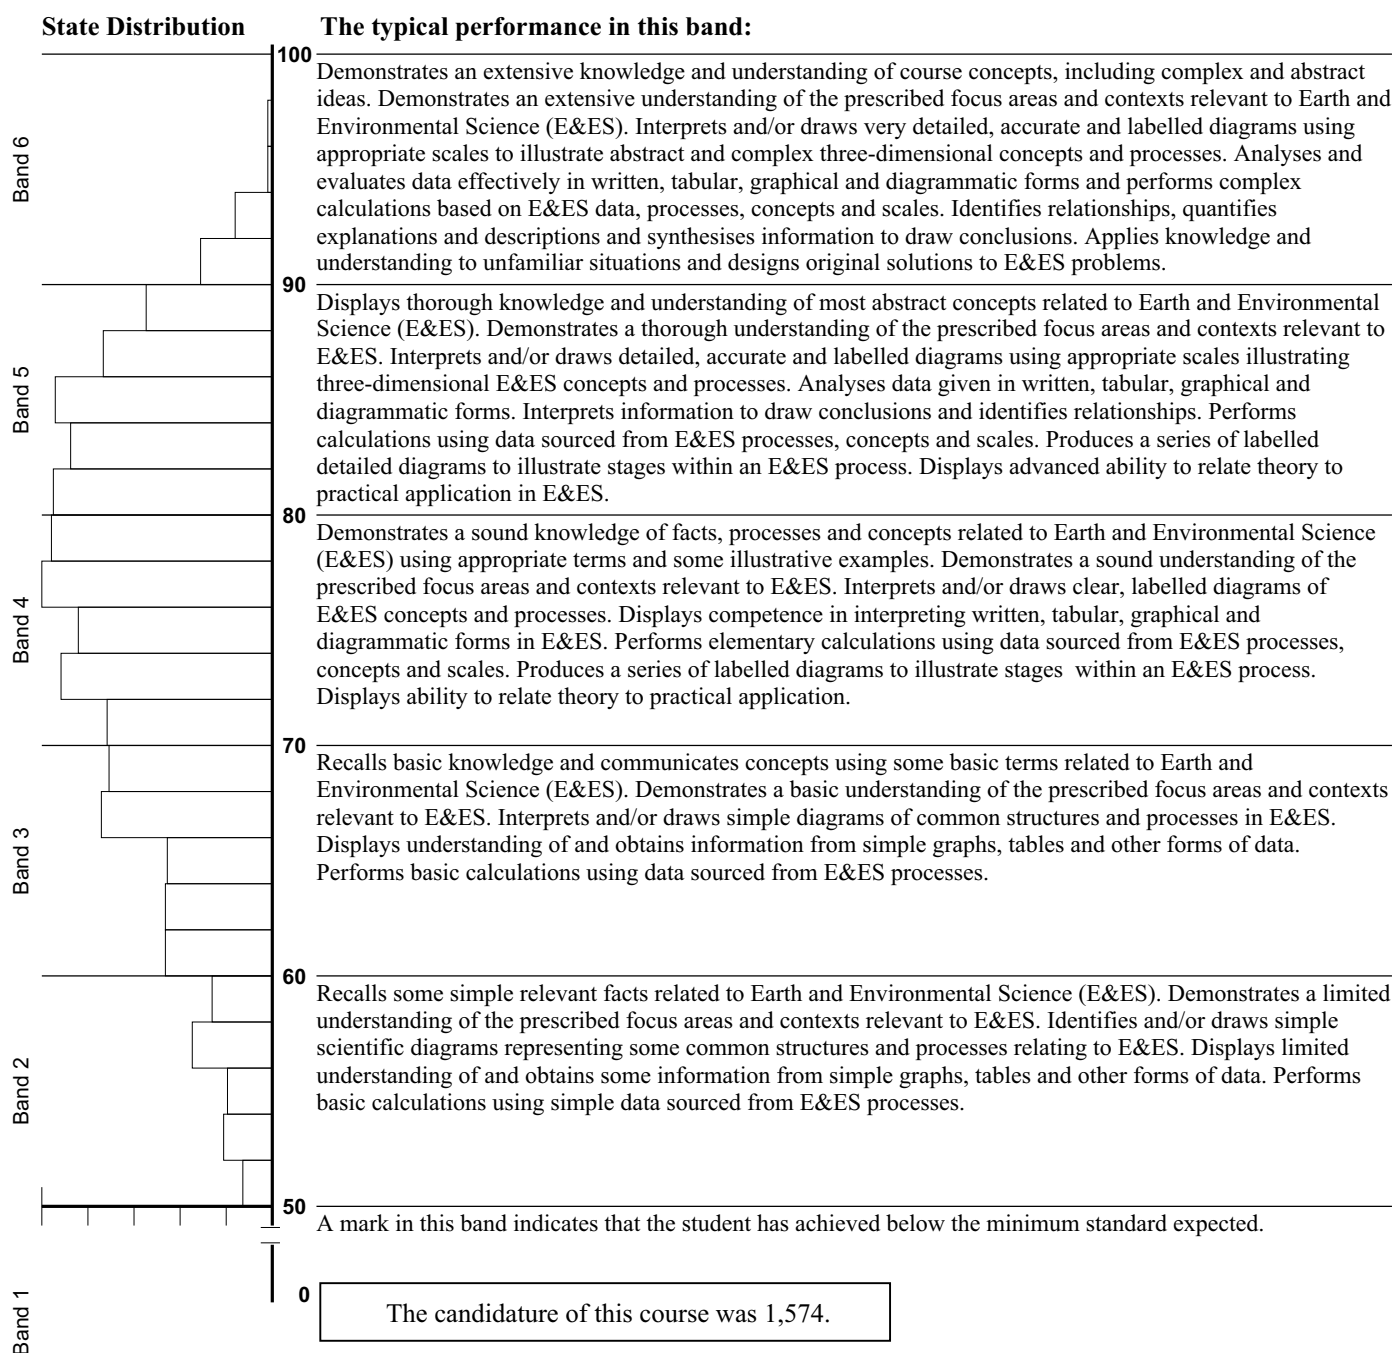 State Distribution
The typical performance in this band:
100
Demonstrates an extensive knowledge and understanding of course concepts, including complex and abstract
ideas. Demonstrates an extensive understanding of the prescribed focus areas and contexts relevant to Earth and
Environmental Science (E&ES). Interprets and/or draws very detailed, accurate and labelled diagrams using
appropriate scales to illustrate abstract and complex three-dimensional concepts and processes. Analyses and
evaluates data effectively in written, tabular, graphical and diagrammatic forms and performs complex
calculations based on E&ES data, processes, concepts and scales. Identifies relationships, quantifies
explanations and descriptions and synthesises information to draw conclusions. Applies knowledge and
understanding to unfamiliar situations and designs original solutions to E&ES problems.
Band 6
90
Displays thorough knowledge and understanding of most abstract concepts related to Earth and Environmental
Science (E&ES). Demonstrates a thorough understanding of the prescribed focus areas and contexts relevant to
E&ES. Interprets and/or draws detailed, accurate and labelled diagrams using appropriate scales illustrating
three-dimensional E&ES concepts and processes. Analyses data given in written, tabular, graphical and
diagrammatic forms. Interprets information to draw conclusions and identifies relationships. Performs
calculations using data sourced from E&ES processes, concepts and scales. Produces a series of labelled
detailed diagrams to illustrate stages within an E&ES process. Displays advanced ability to relate theory to
practical application in E&ES.
Band 5
80
Demonstrates a sound knowledge of facts, processes and concepts related to Earth and Environmental Science
(E&ES) using appropriate terms and some illustrative examples. Demonstrates a sound understanding of the
prescribed focus areas and contexts relevant to E&ES. Interprets and/or draws clear, labelled diagrams of
E&ES concepts and processes. Displays competence in interpreting written, tabular, graphical and
diagrammatic forms in E&ES. Performs elementary calculations using data sourced from E&ES processes,
concepts and scales. Produces a series of labelled diagrams to illustrate stages within an E&ES process.
Displays ability to relate theory to practical application.
Band 4
70
Recalls basic knowledge and communicates concepts using some basic terms related to Earth and
Environmental Science (E&ES). Demonstrates a basic understanding of the prescribed focus areas and contexts
relevant to E&ES. Interprets and/or draws simple diagrams of common structures and processes in E&ES.
Displays understanding of and obtains information from simple graphs, tables and other forms of data.
Performs basic calculations using data sourced from E&ES processes.
Band 3
60
Recalls some simple relevant facts related to Earth and Environmental Science (E&ES). Demonstrates a limited
understanding of the prescribed focus areas and contexts relevant to E&ES. Identifies and/or draws simple
scientific diagrams representing some common structures and processes relating to E&ES. Displays limited
understanding of and obtains some information from simple graphs, tables and other forms of data. Performs
basic calculations using simple data sourced from E&ES processes.
Band 2
50
A mark in this band indicates that the student has achieved below the minimum standard expected.
0
Band 1
The candidature of this course was 1,574.